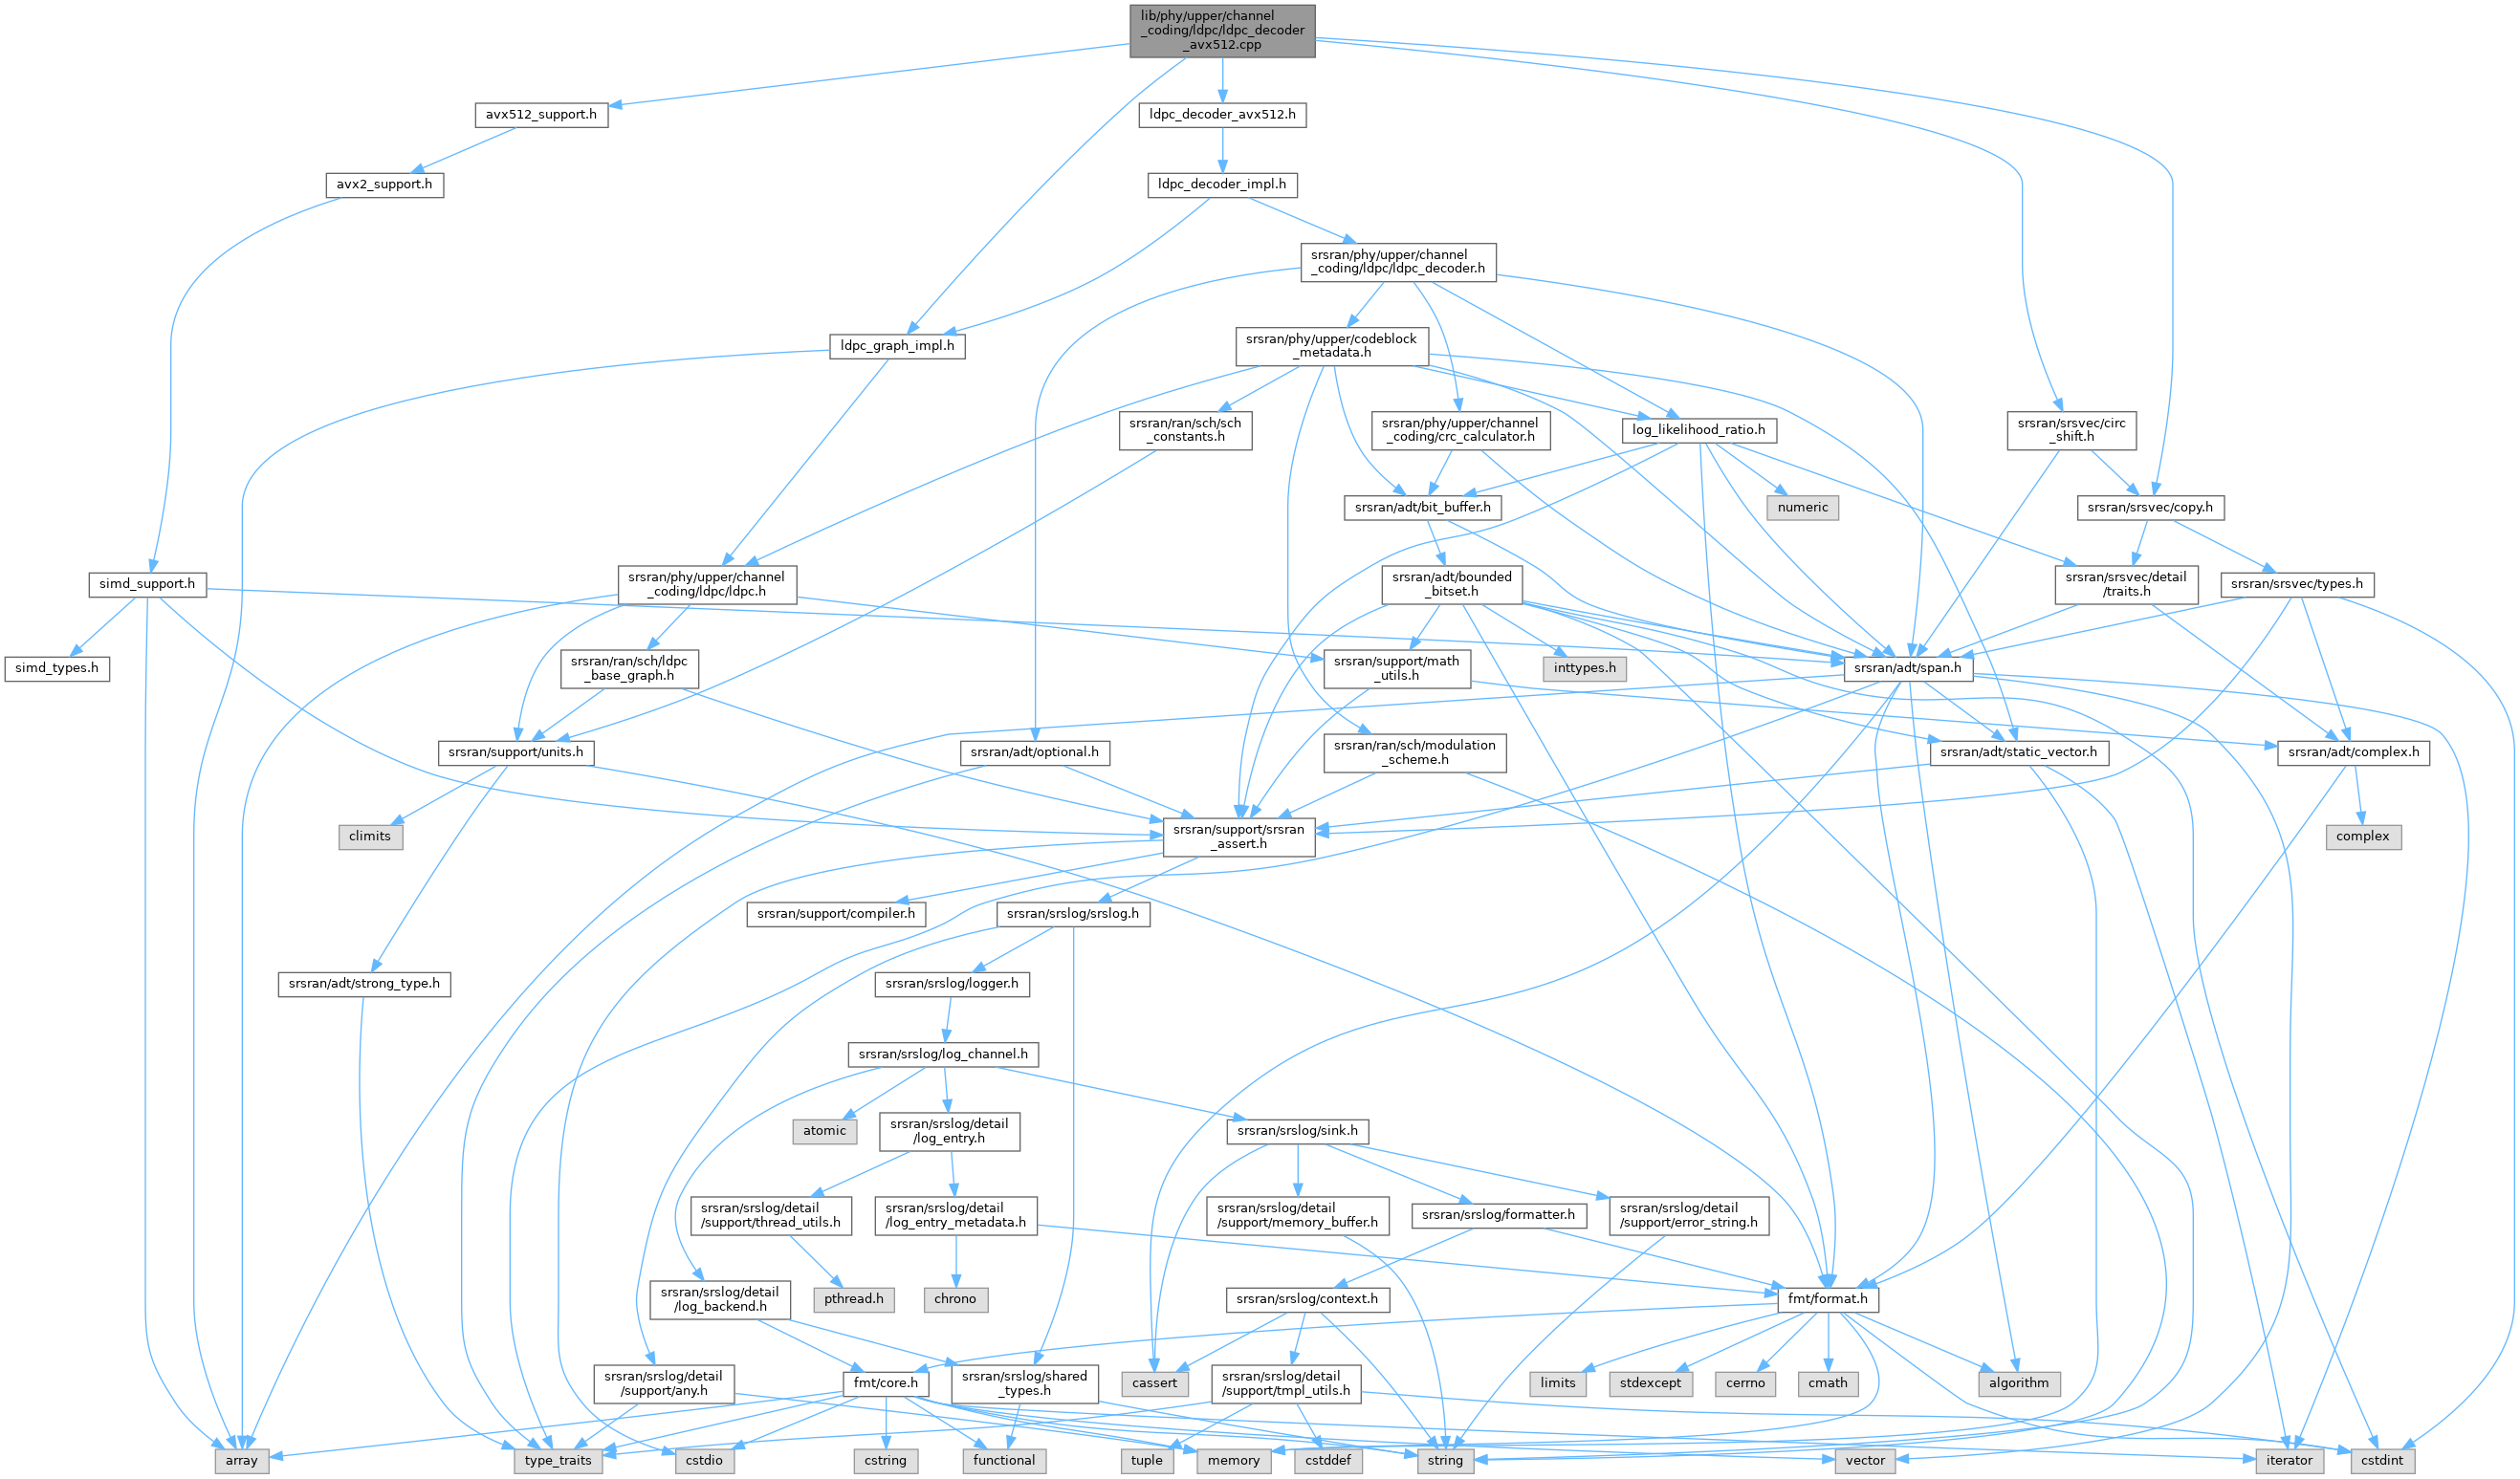 lib/phy/upper/channel
_coding/ldpc/ldpc_decoder
_avx512.cpp
avx512_support.h
ldpc_decoder_avx512.h
avx2_support.h
ldpc_decoder_impl.h
srsran/phy/upper/channel
_coding/ldpc/ldpc_decoder.h
ldpc_graph_impl.h
srsran/phy/upper/codeblock
_metadata.h
srsran/ran/sch/sch
_constants.h
srsran/phy/upper/channel
_coding/crc_calculator.h
log_likelihood_ratio.h
srsran/srsvec/circ
_shift.h
srsran/adt/bit_buffer.h
numeric
srsran/srsvec/copy.h
simd_support.h
srsran/phy/upper/channel
_coding/ldpc/ldpc.h
srsran/adt/bounded
_bitset.h
srsran/srsvec/detail
/traits.h
srsran/srsvec/types.h
simd_types.h
srsran/ran/sch/ldpc
_base_graph.h
srsran/support/math
_utils.h
inttypes.h
srsran/adt/span.h
srsran/support/units.h
srsran/adt/optional.h
srsran/ran/sch/modulation
_scheme.h
srsran/adt/static_vector.h
srsran/adt/complex.h
climits
srsran/support/srsran
_assert.h
complex
srsran/support/compiler.h
srsran/srslog/srslog.h
srsran/adt/strong_type.h
srsran/srslog/logger.h
srsran/srslog/log_channel.h
atomic
srsran/srslog/detail
/log_entry.h
srsran/srslog/sink.h
srsran/srslog/detail
/support/thread_utils.h
srsran/srslog/detail
/log_entry_metadata.h
srsran/srslog/detail
/support/memory_buffer.h
srsran/srslog/formatter.h
srsran/srslog/detail
/support/error_string.h
srsran/srslog/detail
/log_backend.h
pthread.h
chrono
srsran/srslog/context.h
fmt/format.h
srsran/srslog/detail
/support/any.h
fmt/core.h
srsran/srslog/shared
_types.h
cassert
srsran/srslog/detail
/support/tmpl_utils.h
limits
stdexcept
cerrno
cmath
algorithm
array
type_traits
cstdio
cstring
functional
tuple
memory
cstddef
string
vector
iterator
cstdint